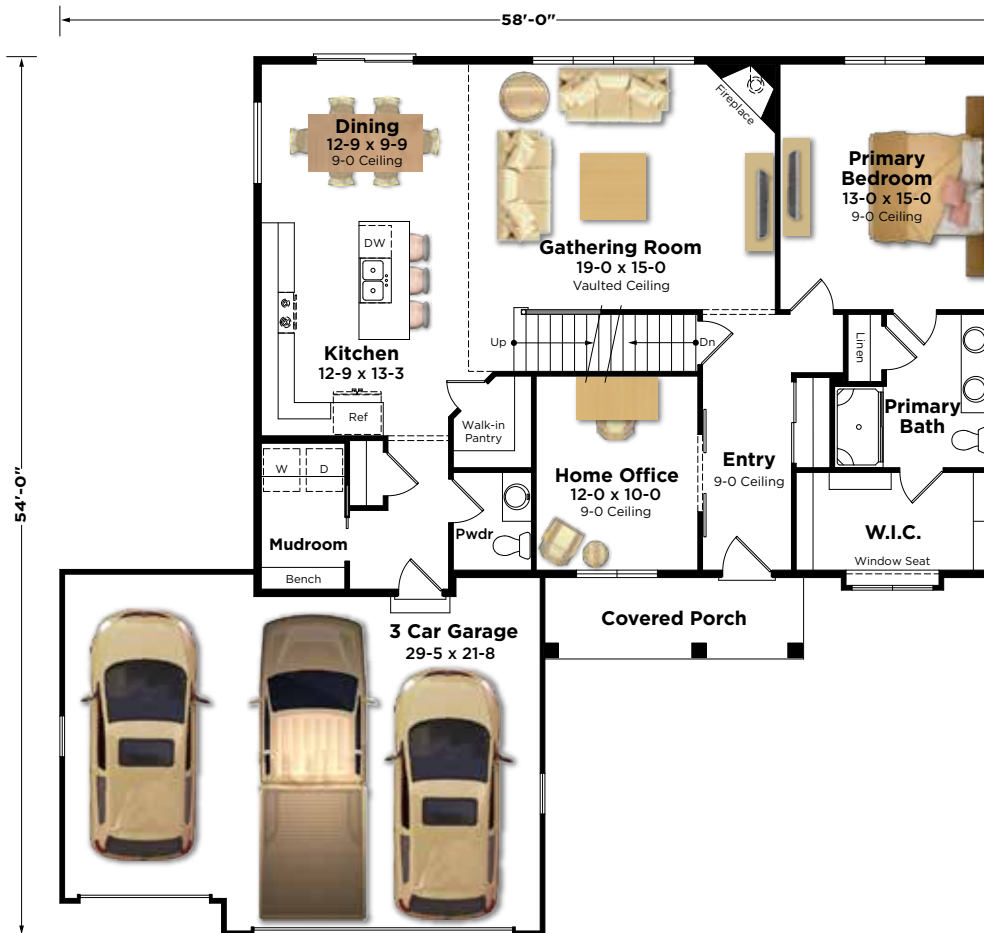 58'-0"
54'-0"
Dining
12-9 x 9-9
9-0 Ceiling
Fireplace
Primary
Bedroom
13-0 x 15-0
9-0 Ceiling
DW
Gathering Room
19-0 x 15-0
Vaulted Ceiling
Up
Dn
Kitchen
12-9 x 13-3
Ref
Walk-in
Pantry
Linen
Primary
Bath
W
D
Home Office
12-0 x 10-0
9-0 Ceiling
Entry
9-0 Ceiling
Mudroom
Bench
Pwdr
W.I.C.
Window Seat
3 Car Garage
29-5 x 21-8
Covered Porch